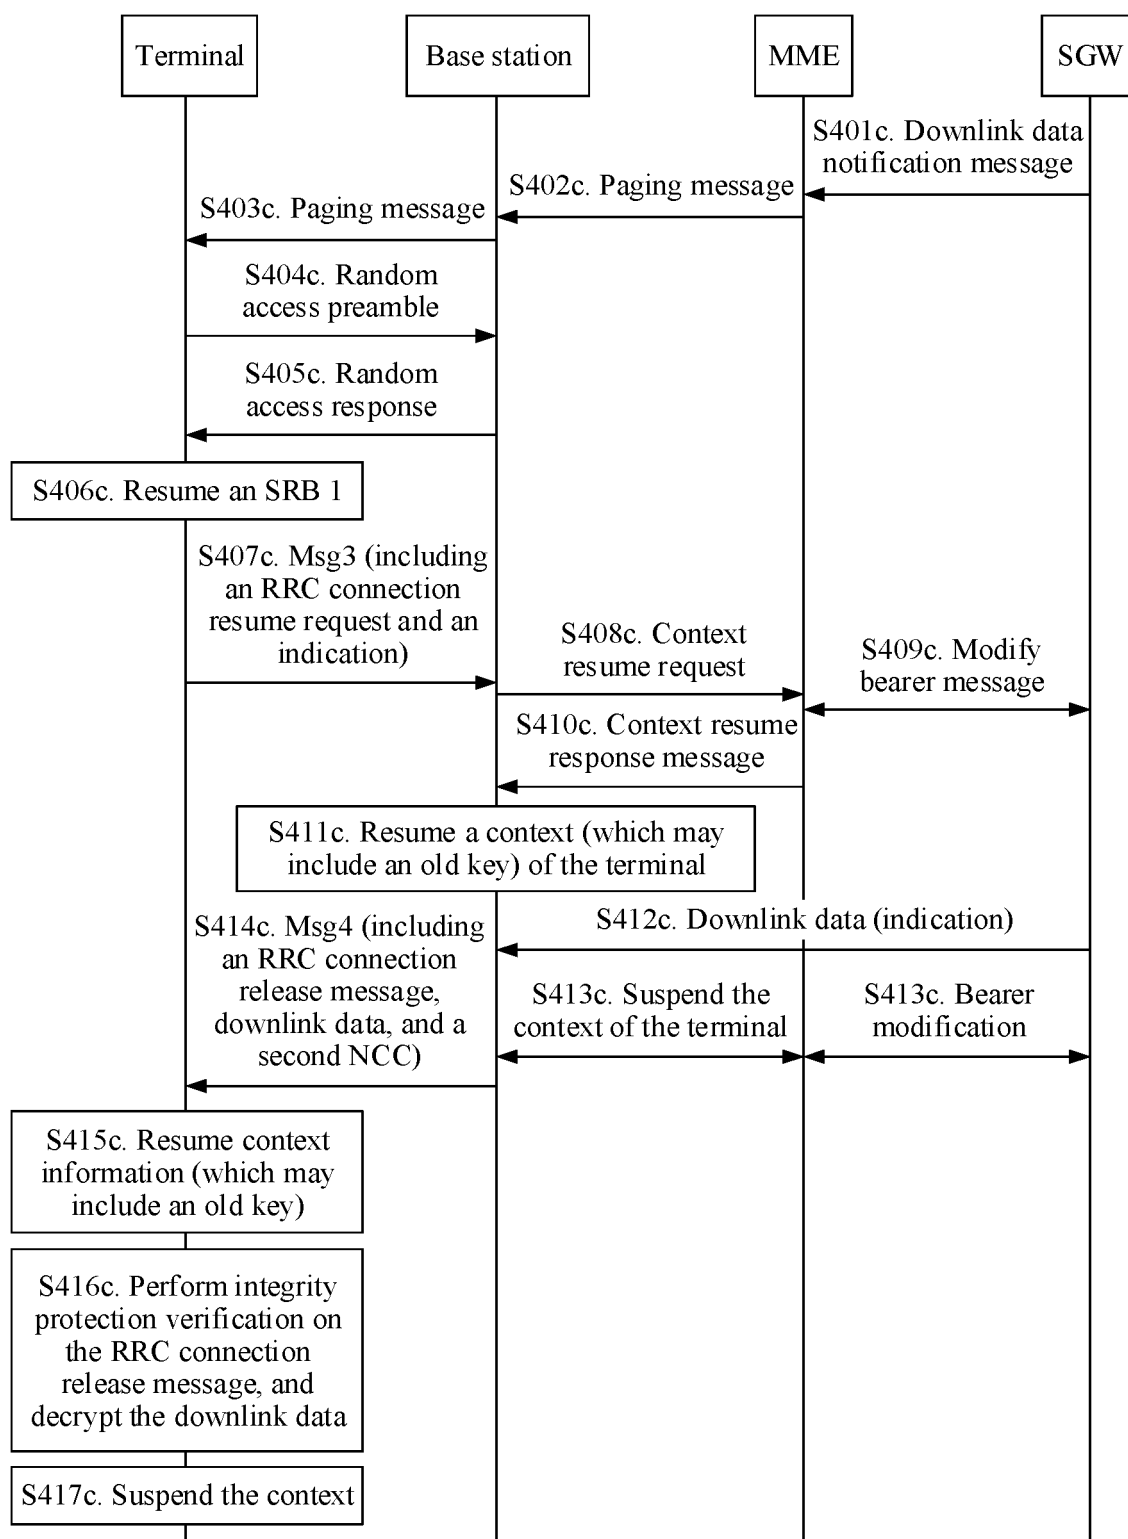 Terminal
Base station
MME
SGW
S401c. Downlink data
notification message
S402c. Paging message
S403c. Paging message
S404c. Random
access preamble
S405c. Random
access response
S406c. Resume an SRB 1
S407c. Msg3 (including
an RRC connection
resume request and an
indication)
S408c. Context
resume request
S409c. Modify
bearer message
S410c. Context resume
response message
S411c. Resume a context (which may
include an old key) of the terminal
S412c. Downlink data (indication)
S414c. Msg4 (including
an RRC connection
release message,
downlink data, and a
second NCC)
S413c. Suspend the
context of the terminal
S413c. Bearer
modification
S415c. Resume context
information (which may
include an old key)
S416c. Perform integrity
protection verification on
the RRC connection
release message, and
decrypt the downlink data
S417c. Suspend the context